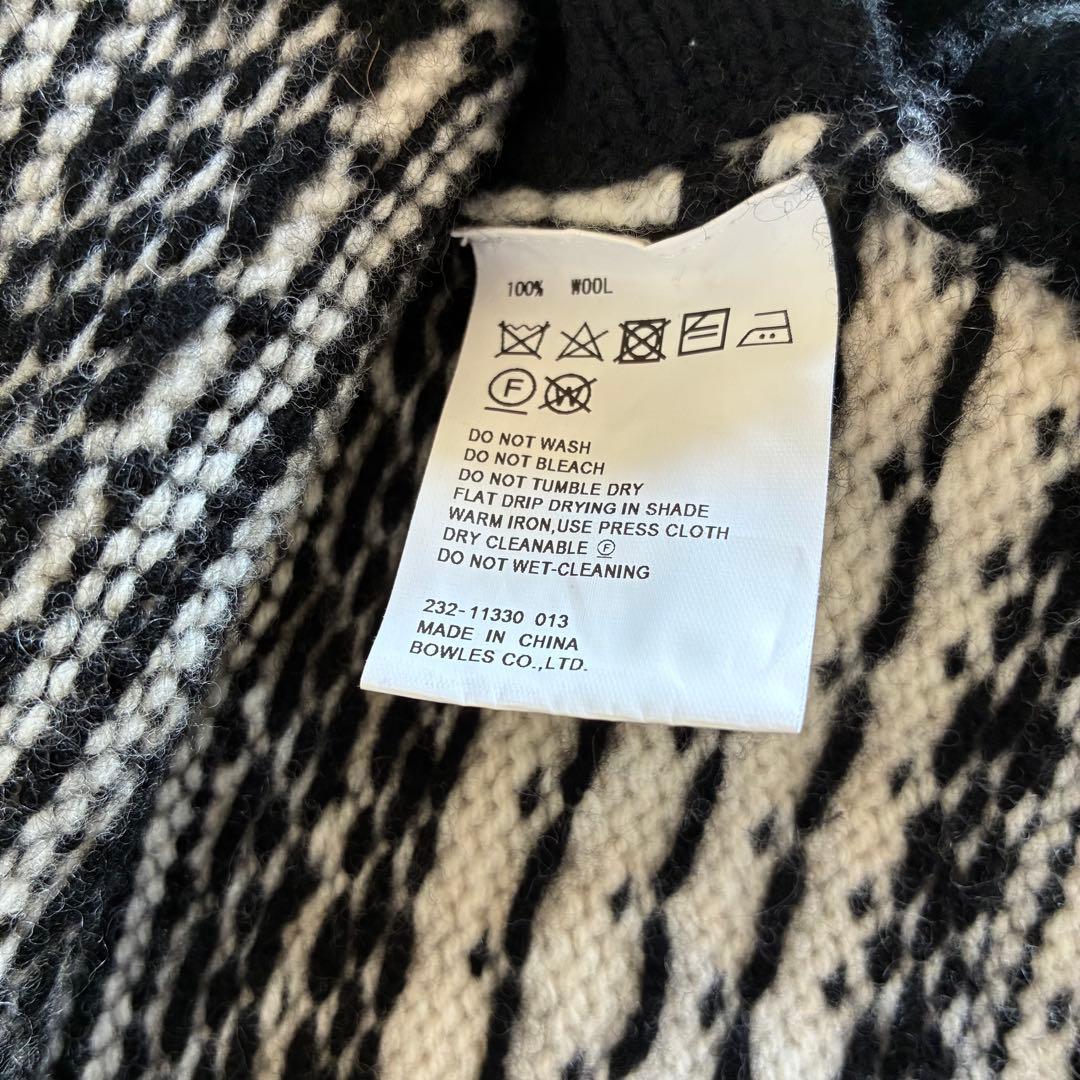 100% WOOL
F W
DO NOT WASH
DO NOT BLEACH
DO NOT TUMBLE DRY
FLAT DRIP DRYING IN SHADE
WARM IRON,USE PRESS CLOTH
DRY CLEANABLE Ⓕ
DO NOT WET-CLEANING
232-11330 013
MADE IN CHINA
BOWLES CO.,LTD.